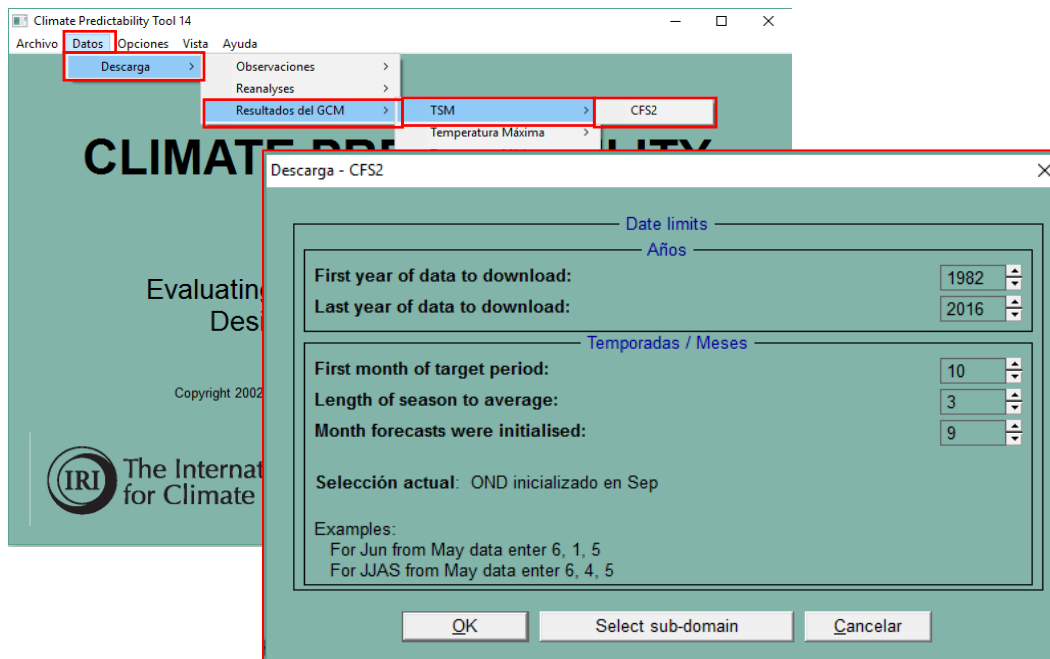 Climate Predictability Tool 14
Archivo Datos Opciones Vista Ayuda
Descarga > Observaciones >
Reanalyses >
Resultados del GCM > TSM > CFS2
Temperatura Máxima >
CLIMATE
Descarga - CFS2
Date limits
Años
First year of data to download: 1982
Last year of data to download: 2016
Temporadas / Meses
First month of target period: 10
Length of season to average: 3
Month forecasts were initialised: 9
Selección actual: OND inicializado en Sep
Examples:
For Jun from May data enter 6, 1, 5
For JJAS from May data enter 6, 4, 5
OK Select sub-domain Cancelar
Evaluating
Desi
Copyright 2002
IRI The Internat
for Climate